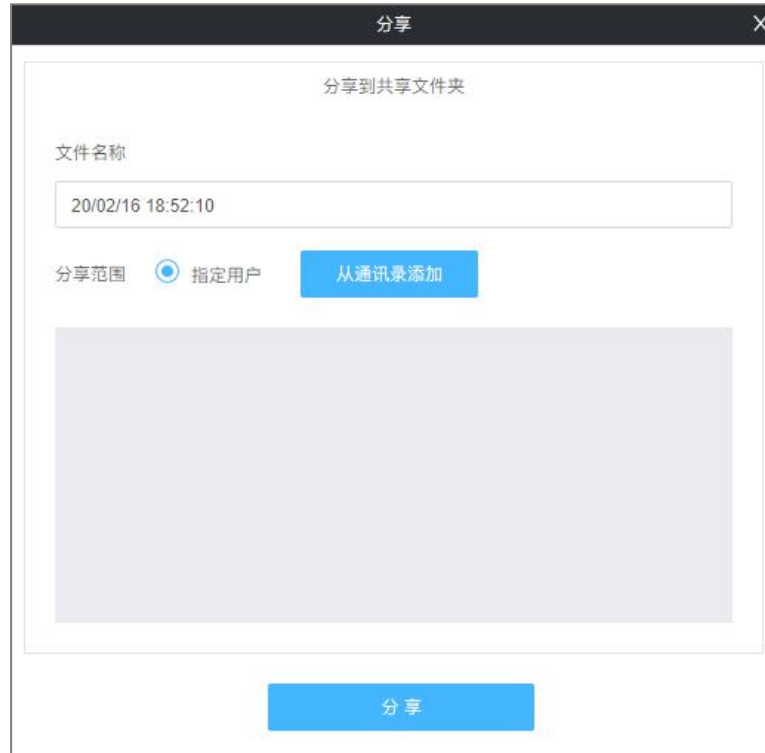 分享 X
分享到共享文件夹
文件名称
20/02/16 18:52:10
分享范围 指定用户 从通讯录添加
分 享